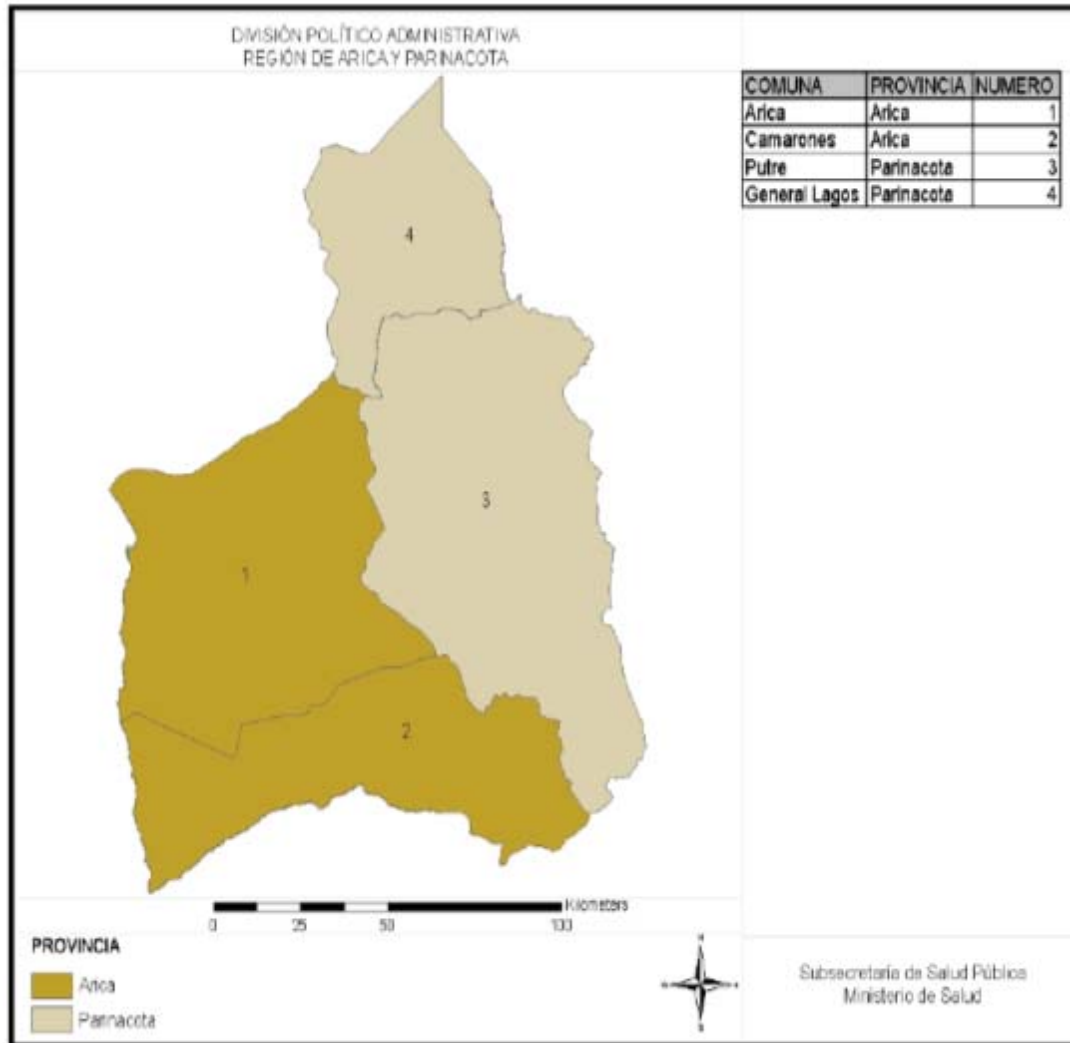 DIVISIÓN POLÍTICO ADMINISTRATIVA
REGIÓN DE ARICA Y PARINACOTA
COMUNA PROVINCIA NUMERO
Arica Arica 1
Camarones Arica 2
Putre Parinacota 3
General Lagos Parinacota 4
4
3
1
2
Kilometers
0 25 50 100
PROVINCIA
Arica
Parinacota
N
S
Subsecretaría de Salud Pública
Ministerio de Salud